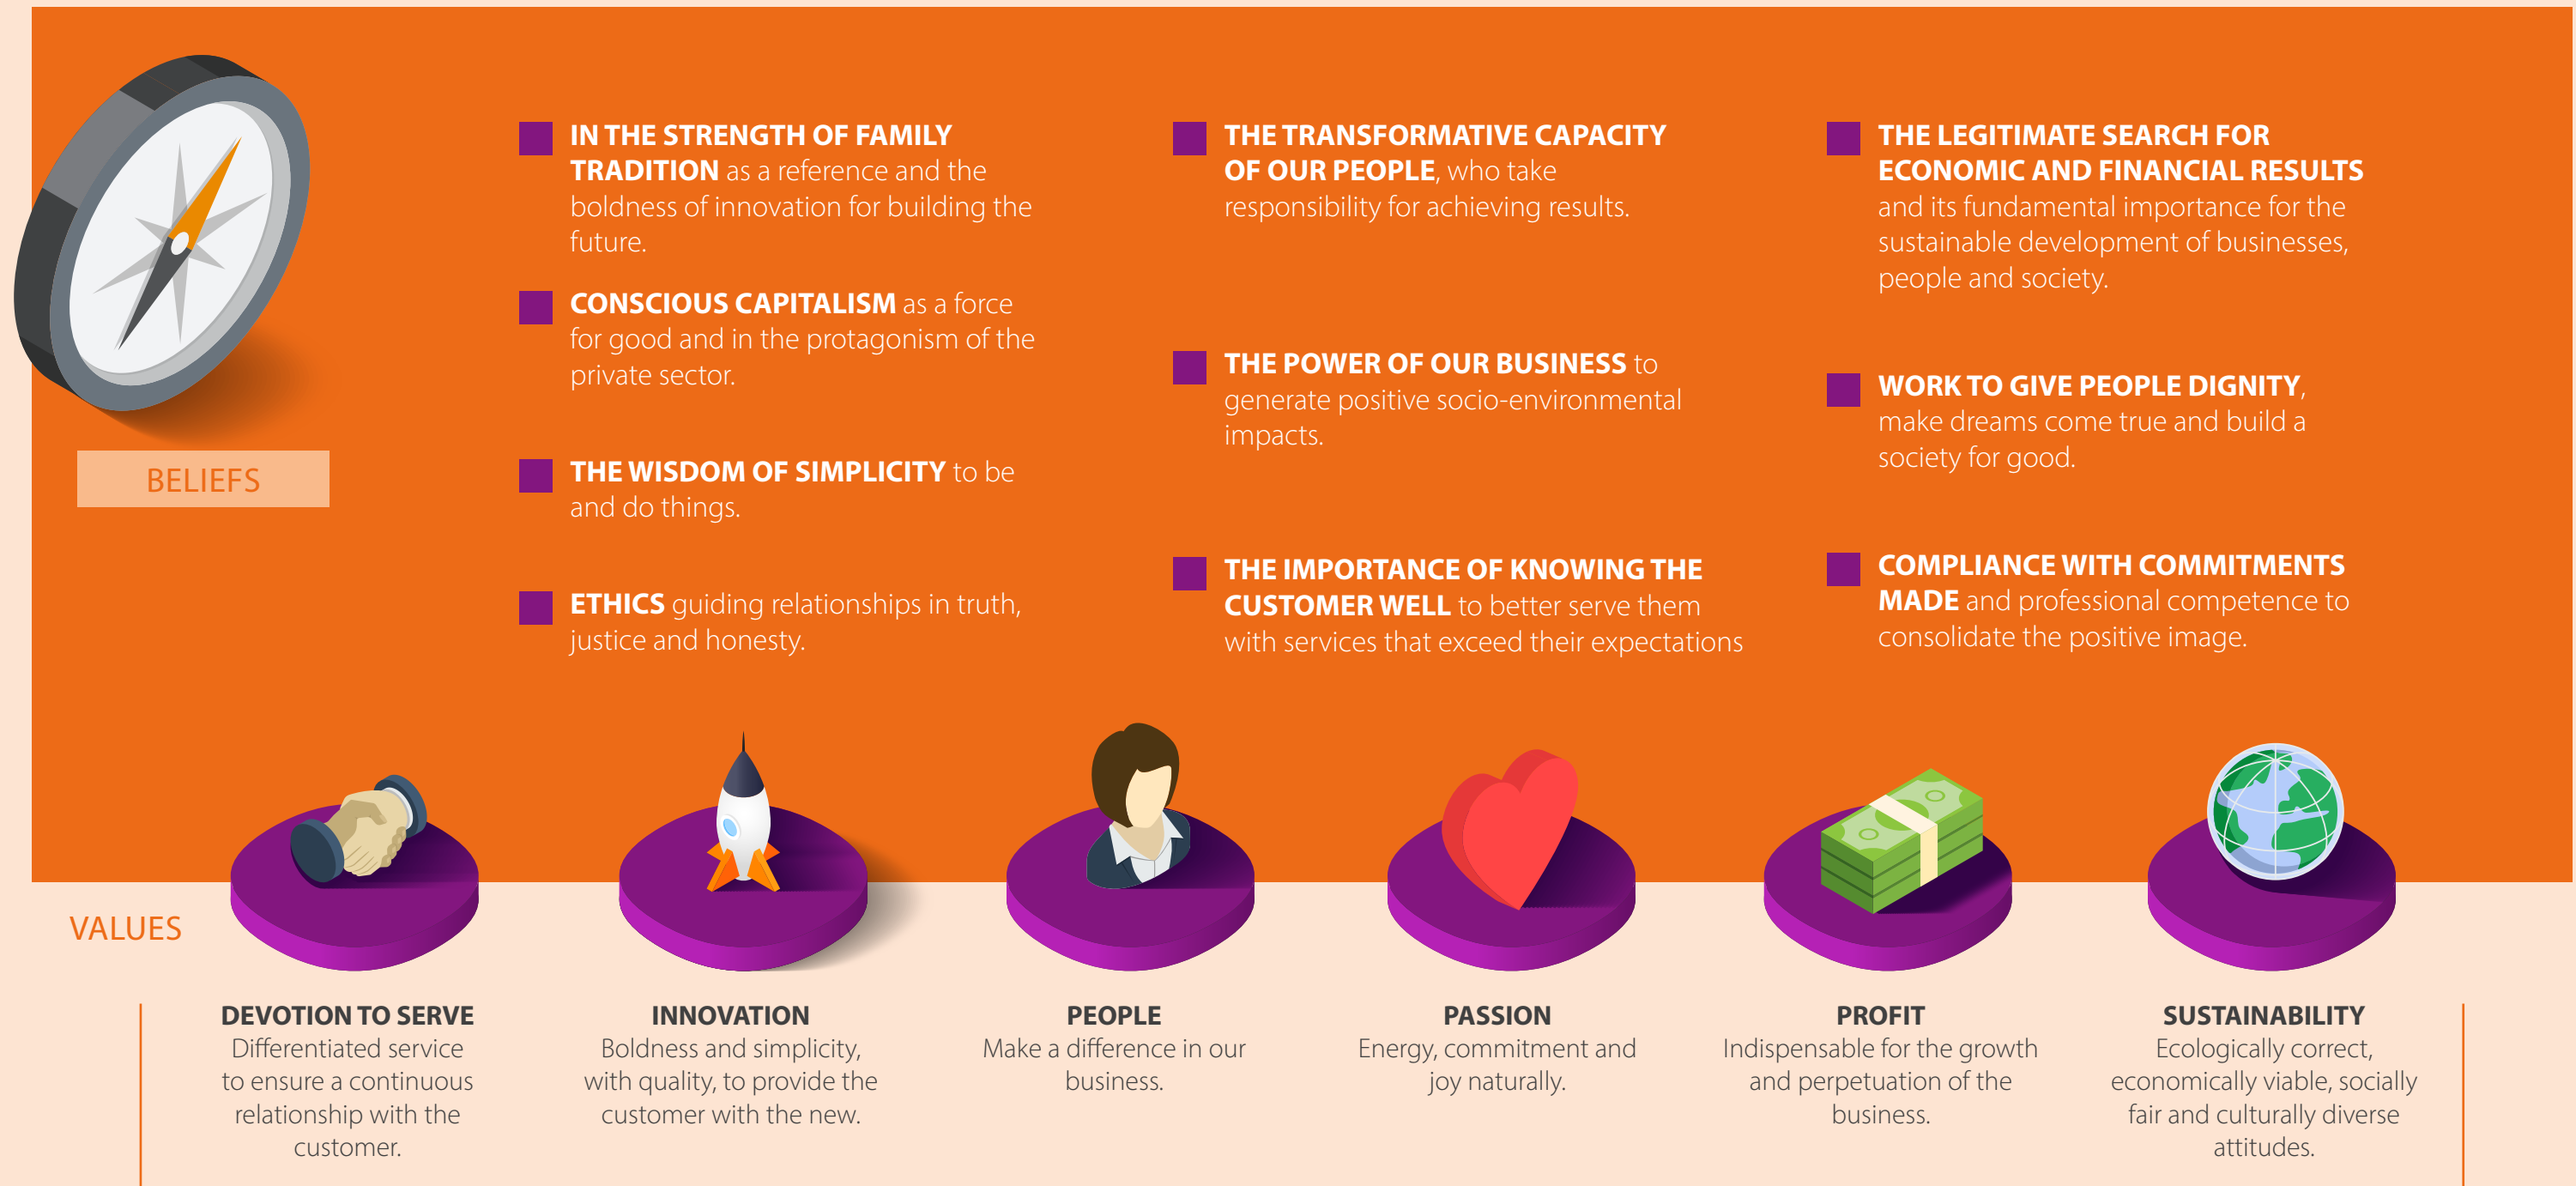 BELIEFS
IN THE STRENGTH OF FAMILY
TRADITION as a reference and the
boldness of innovation for building the
future.
CONSCIOUS CAPITALISM as a force
for good and in the protagonism of the
private sector.
THE WISDOM OF SIMPLICITY to be
and do things.
ETHICS guiding relationships in truth,
justice and honesty.
THE TRANSFORMATIVE CAPACITY
OF OUR PEOPLE, who take
responsibility for achieving results.
THE POWER OF OUR BUSINESS to
generate positive socio-environmental
impacts.
THE IMPORTANCE OF KNOWING THE
CUSTOMER WELL to better serve them
with services that exceed their expectations
THE LEGITIMATE SEARCH FOR
ECONOMIC AND FINANCIAL RESULTS
and its fundamental importance for the
sustainable development of businesses,
people and society.
WORK TO GIVE PEOPLE DIGNITY,
make dreams come true and build a
society for good.
COMPLIANCE WITH COMMITMENTS
MADE and professional competence to
consolidate the positive image.
VALUES
DEVOTION TO SERVE
Differentiated service
to ensure a continuous
relationship with the
customer.
INNOVATION
Boldness and simplicity,
with quality, to provide the
customer with the new.
PEOPLE
Make a difference in our
business.
PASSION
Energy, commitment and
joy naturally.
PROFIT
Indispensable for the growth
and perpetuation of the
business.
SUSTAINABILITY
Ecologically correct,
economically viable, socially
fair and culturally diverse
attitudes.